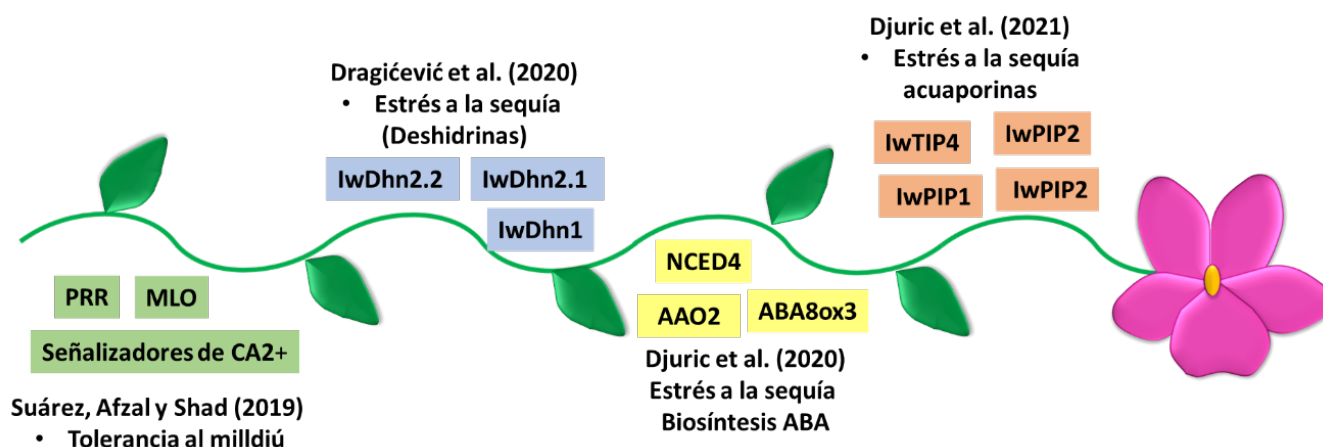 Djuric et al. (2021)
• Estrés a la sequía
acuaporinas
IwTIP4
IwPIP2
IwPIP1
IwPIP2
Dragićević et al. (2020)
• Estrés a la sequía
(Deshidrinas)
IwDhn2.2
IwDhn2.1
IwDhn1
NCED4
AAO2
ABA8ox3
Djuric et al. (2020)
Estrés a la sequía
Biosíntesis ABA
PRR
MLO
Señalizadores de CA2+
Suárez, Afzal y Shad (2019)
• Tolerancia al milldiú